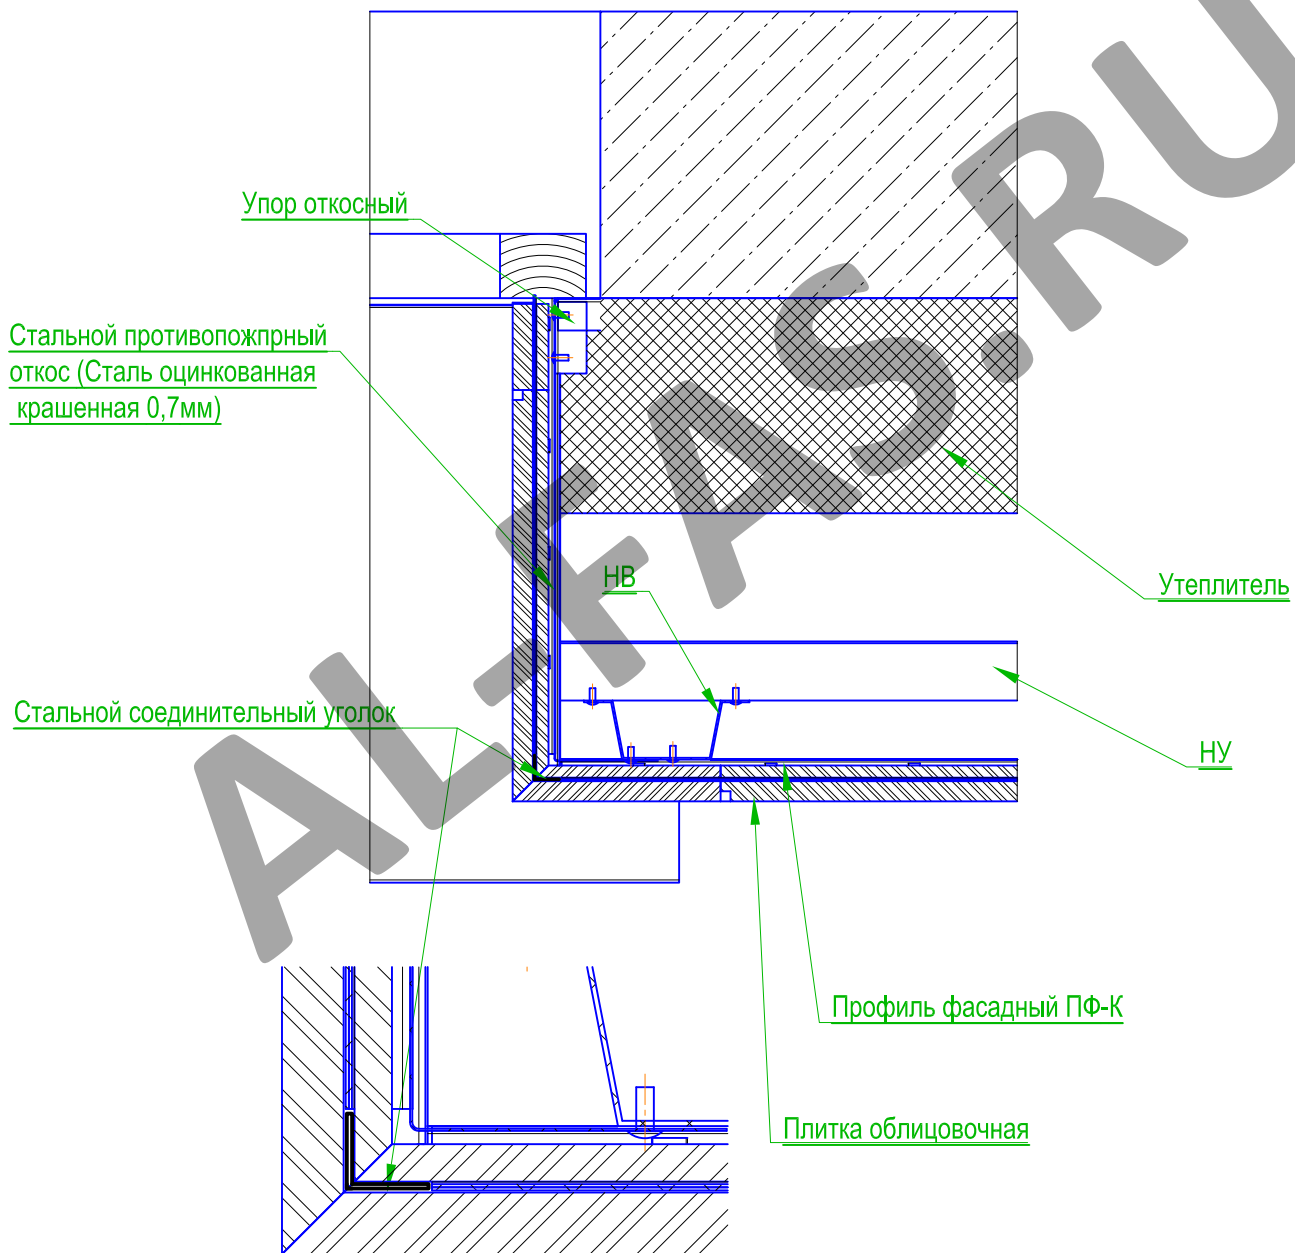 Упор откосный
Стальной противопожпрный
откос (Сталь оцинкованная
крашенная 0,7мм)
НВ
Утеплитель
Стальной соединительный уголок
НУ
Профиль фасадный ПФ-К
Плитка облицовочная
AL-FAS.RU